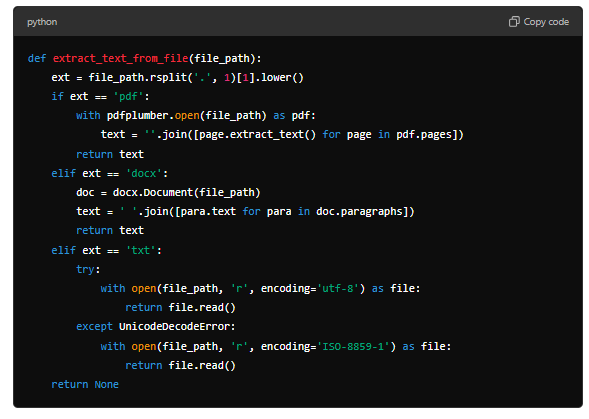 python
Copy code
def extract_text_from_file(file_path):
    ext = file_path.rsplit('.', 1)[1].lower()
    if ext == 'pdf':
        with pdfplumber.open(file_path) as pdf:
            text = ''.join([page.extract_text() for page in pdf.pages])
        return text
    elif ext == 'docx':
        doc = docx.Document(file_path)
        text = ' '.join([para.text for para in doc.paragraphs])
        return text
    elif ext == 'txt':
        try:
            with open(file_path, 'r', encoding='utf-8') as file:
                return file.read()
        except UnicodeDecodeError:
            with open(file_path, 'r', encoding='ISO-8859-1') as file:
                return file.read()
    return None